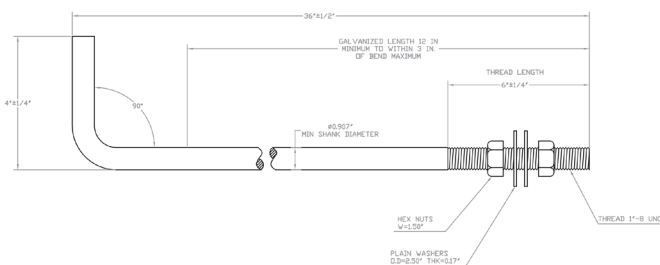 36"±1/2"
GALVANIZED LENGTH 12 IN
MINIMUM TO WITHIN 3 IN.
OF BEND MAXIMUM
THREAD LENGTH
6"±1/4"
4"±1/4"
90°
Ø0.907"
MIN SHANK DIAMETER
HEX NUTS
W=1.50"
THREAD 1"-8 UNC
PLAIN WASHERS
O.D=2.50" THK=0.17"